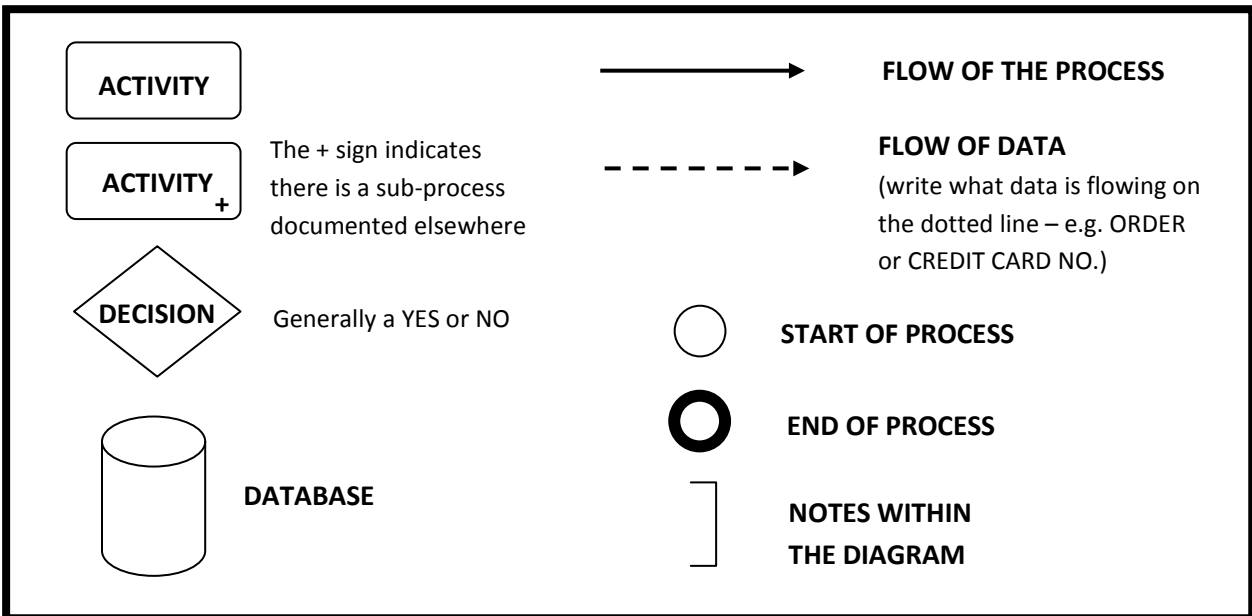 ACTIVITY
ACTIVITY
+
The + sign indicates
there is a sub-process
documented elsewhere
DECISION
Generally a YES or NO
DATABASE
FLOW OF THE PROCESS
FLOW OF DATA
(write what data is flowing on
the dotted line – e.g. ORDER
or CREDIT CARD NO.)
START OF PROCESS
END OF PROCESS
NOTES WITHIN
THE DIAGRAM